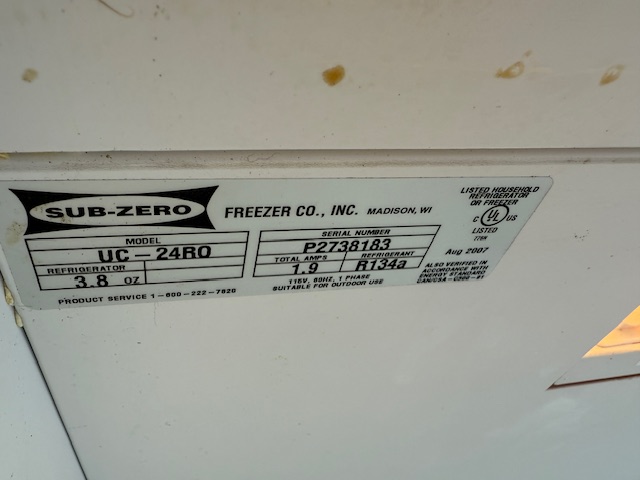 SUB-ZERO FREEZER CO., INC. MADISON, WI
MODEL
UC-24RO
REFRIGERATOR
3.8 OZ
PRODUCT SERVICE 1-800-222-7820
SERIAL NUMBER
P2738183
TOTAL AMPS REFRIGERANT
1.9 R134a
115V, 60HZ, 1 PHASE
SUITABLE FOR OUTDOOR USE
LISTED HOUSEHOLD
REFRIGERATOR
OR FREEZER
C UL US
LISTED
Aug 2007
ALSO VERIFIED IN
ACCORDANCE WITH
ENERGY STANDARD